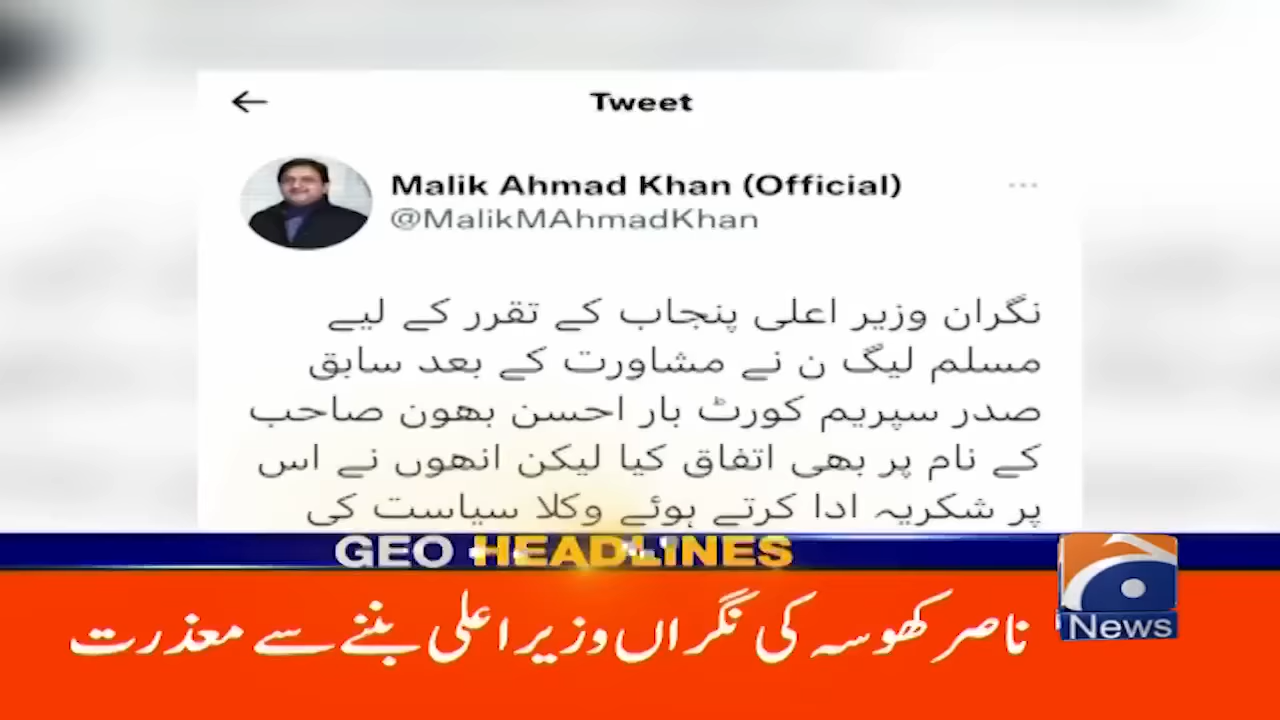 Tweet
Malik Ahmad Khan (Official)
@MalikMAhmadKhan
نگران وزیر اعلی پنجاب کے تقرر کے لیے
مسلم لیگ ن نے مشاورت کے بعد سابق
صدر سپریم کورٹ بار احسن بھون صاحب
کے نام پر بھی اتفاق کیا لیکن انھوں نے اس
پر شکریہ ادا کرتے ہوئے وکلا سیاست کی
GEO HEADLINES
ناصر کھوسہ کی نگراں وزیر اعلی بننے سے معذرت
News